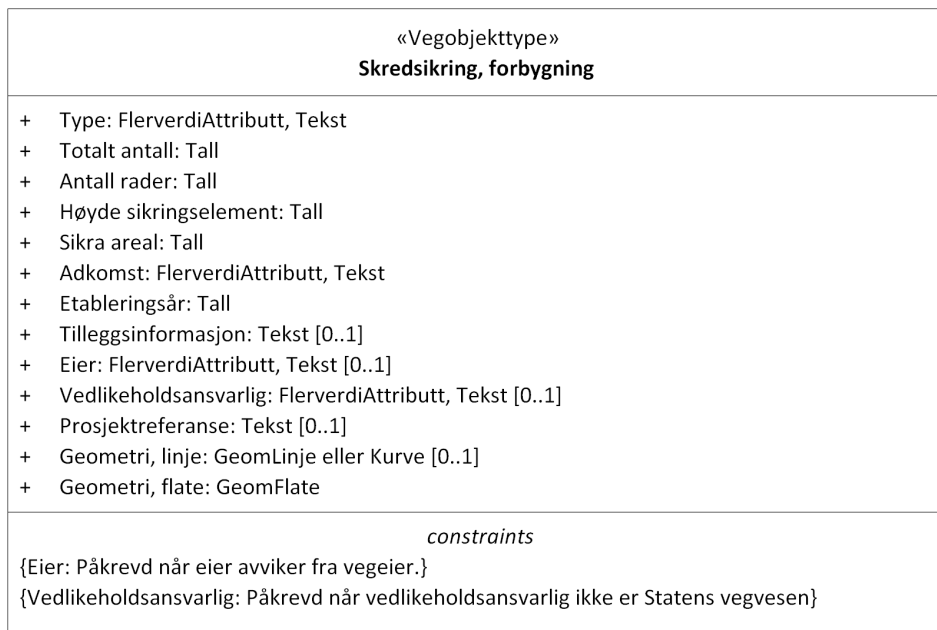 «Vegobjekttype»
Skredsikring, forbygning
+ Type: FlerverdiAttributt, Tekst
+ Totalt antall: Tall
+ Antall rader: Tall
+ Høyde sikringselement: Tall
+ Sikra areal: Tall
+ Adkomst: FlerverdiAttributt, Tekst
+ Etableringsår: Tall
+ Tilleggsinformasjon: Tekst [0..1]
+ Eier: FlerverdiAttributt, Tekst [0..1]
+ Vedlikeholdsansvarlig: FlerverdiAttributt, Tekst [0..1]
+ Prosjektreferanse: Tekst [0..1]
+ Geometri, linje: GeomLinje eller Kurve [0..1]
+ Geometri, flate: GeomFlate
constraints
{Eier: Påkrevd når eier avviker fra vegeier.}
{Vedlikeholdsansvarlig: Påkrevd når vedlikeholdsansvarlig ikke er Statens vegvesen}